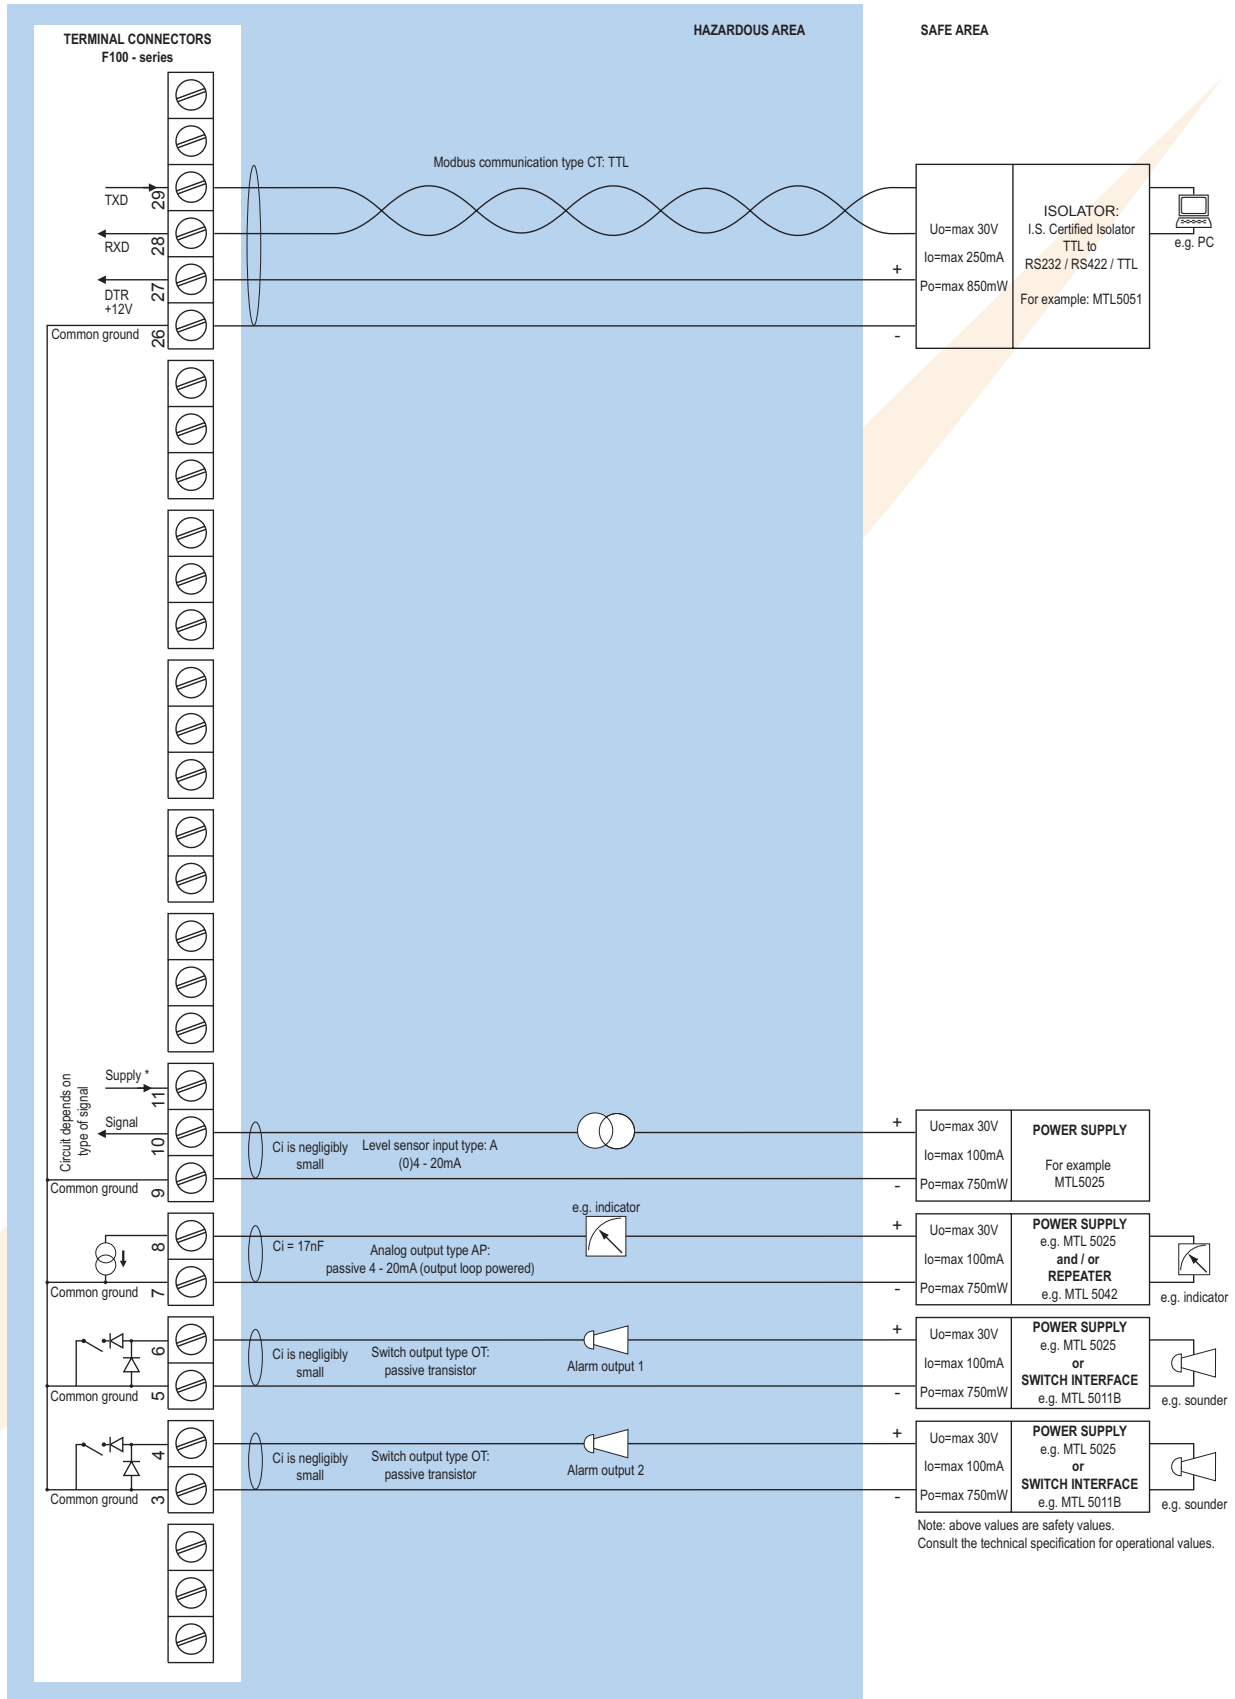 HAZARDOUS AREA
SAFE AREA
TERMINAL CONNECTORS
F100 - series
Modbus communication type CT: TTL
TXD
29
RXD
28
DTR
+12V
27
Common ground
26
+
-
Uo=max 30V
Io=max 250mA
Po=max 850mW
ISOLATOR:
I.S. Certified Isolator
TTL to
RS232 / RS422 / TTL
For example: MTL5051
e.g. PC
Circuit depends on
type of signal
Supply *
11
Signal
10
Common ground
9
Ci is negligibly
small
Level sensor input type: A
(0)4 - 20mA
+
-
Uo=max 30V
Io=max 100mA
Po=max 750mW
POWER SUPPLY
For example
MTL5025
8
Common ground
7
Ci = 17nF
Analog output type AP:
passive 4 - 20mA (output loop powered)
e.g. indicator
+
-
Uo=max 30V
Io=max 100mA
Po=max 750mW
POWER SUPPLY
e.g. MTL 5025
and / or
REPEATER
e.g. MTL 5042
e.g. indicator
6
Common ground
5
Ci is negligibly
small
Switch output type OT:
passive transistor
Alarm output 1
+
-
Uo=max 30V
Io=max 100mA
Po=max 750mW
POWER SUPPLY
e.g. MTL 5025
or
SWITCH INTERFACE
e.g. MTL 5011B
e.g. sounder
4
Common ground
3
Ci is negligibly
small
Switch output type OT:
passive transistor
Alarm output 2
+
-
Uo=max 30V
Io=max 100mA
Po=max 750mW
POWER SUPPLY
e.g. MTL 5025
or
SWITCH INTERFACE
e.g. MTL 5011B
e.g. sounder
Note: above values are safety values.
Consult the technical specification for operational values.